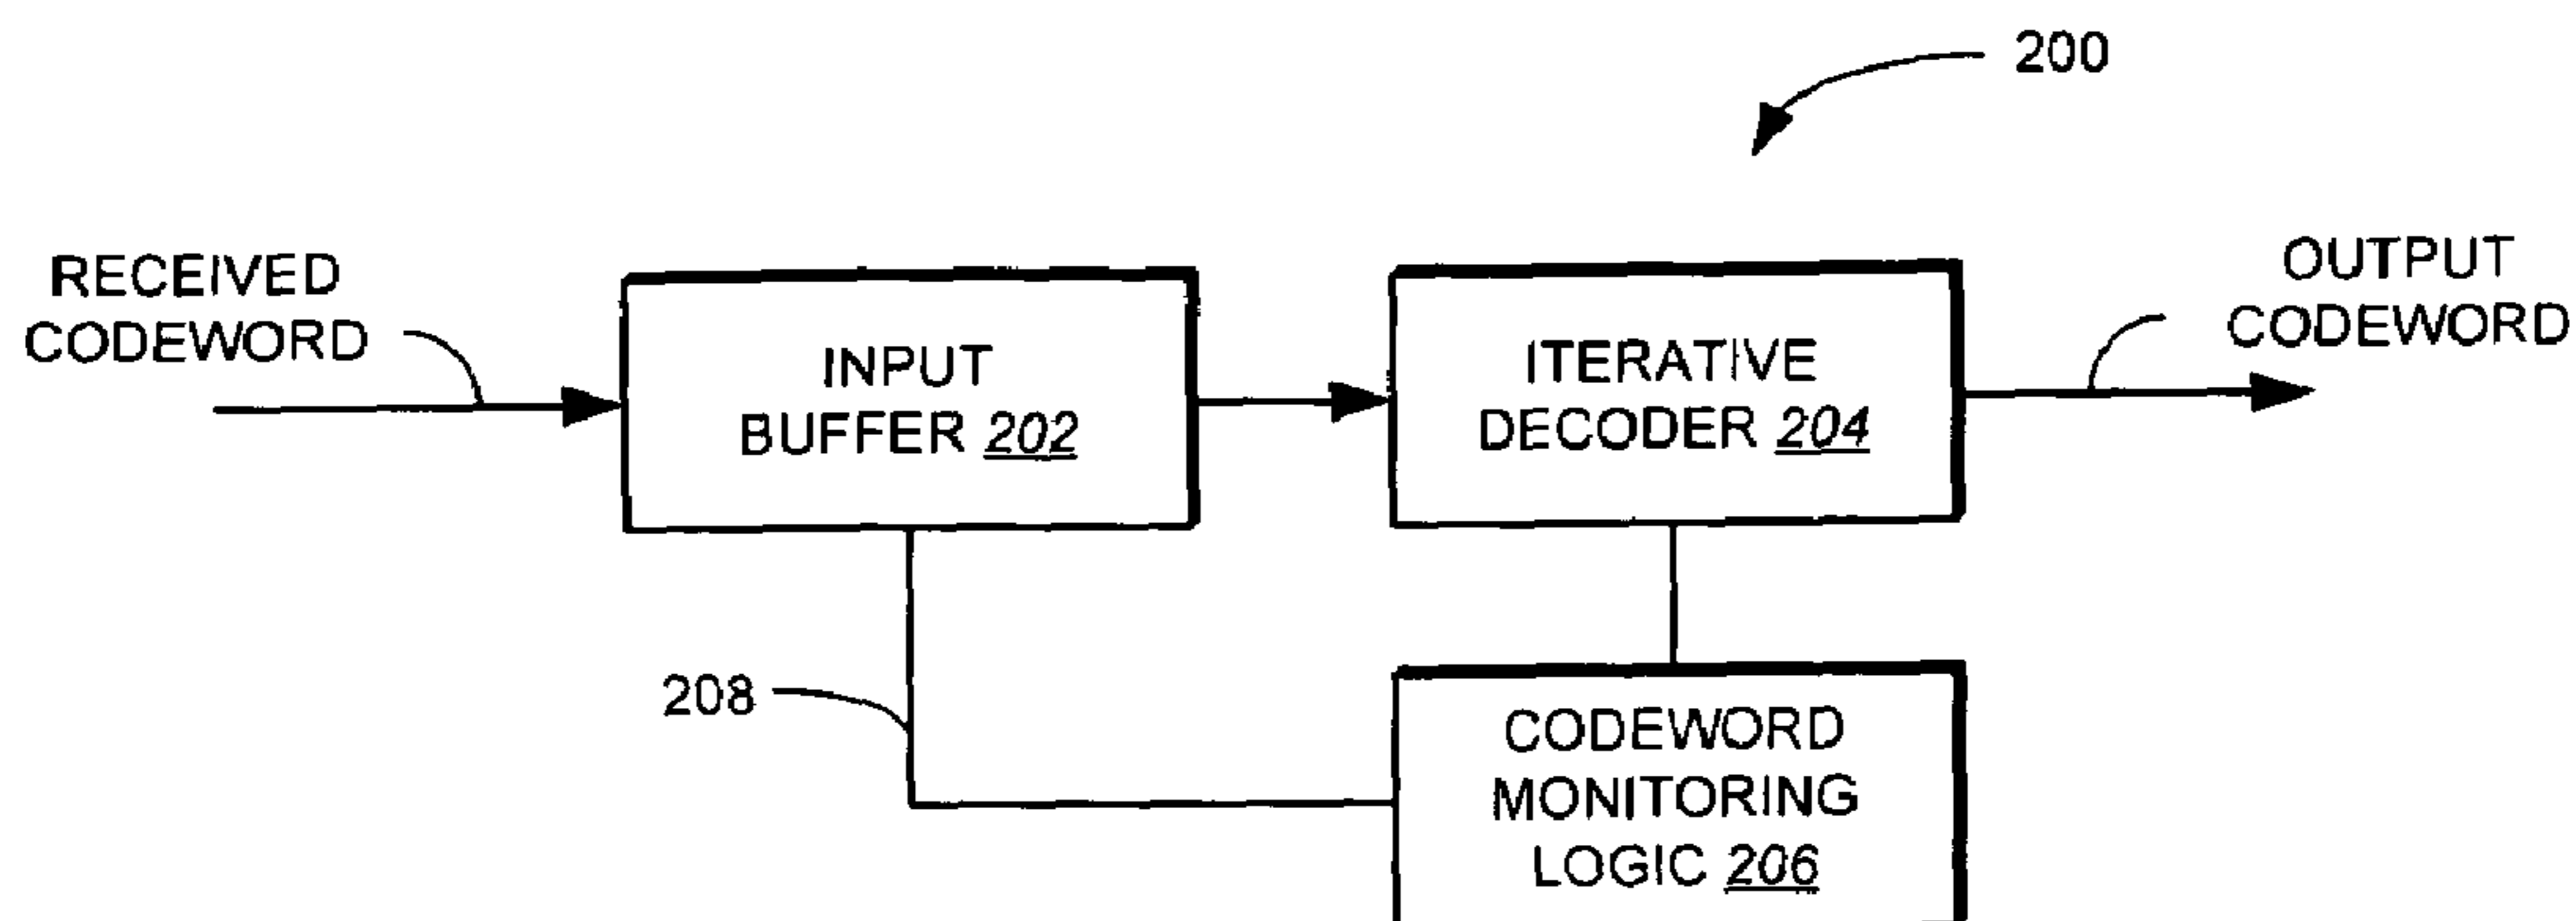 200
RECEIVED
CODEWORD
INPUT
BUFFER 202
ITERATIVE
DECODER 204
OUTPUT
CODEWORD
208
CODEWORD
MONITORING
LOGIC 206